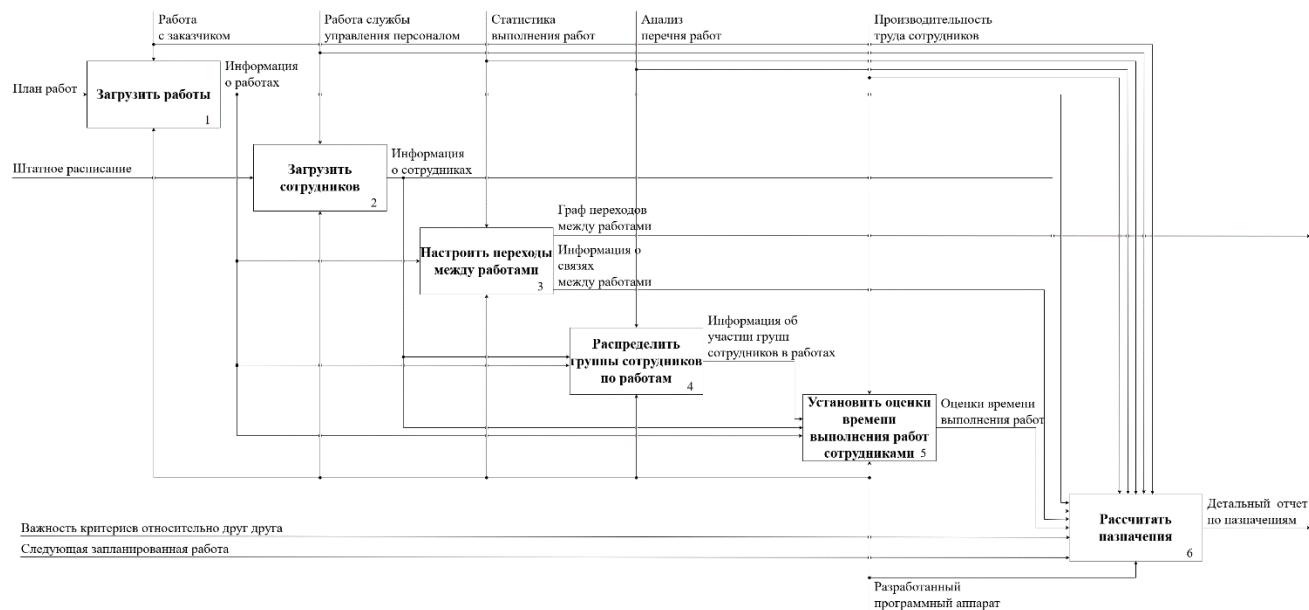 Работа
с заказчиком
Работа службы
управления персоналом
Статистика
выполнения работ
Анализ
перечня работ
Производительность
труда сотрудников
План работ
Загрузить работы
1
Информация
о работах
Штатное расписание
Загрузить
сотрудников
2
Информация
о сотрудниках
Настроить переходы
между работами
3
Граф переходов
между работами
Информация о
связях
между работами
Распределить
группы сотрудников
по работам
4
Информация об
участии групп
сотрудников в работах
Установить оценки
времени
выполнения работ
сотрудниками
5
Оценки времени
выполнения работ
Важность критериев относительно друг друга
Следующая запланированная работа
Рассчитать
назначения
6
Детальный отчет
по назначениям
Разработанный
программный аппарат